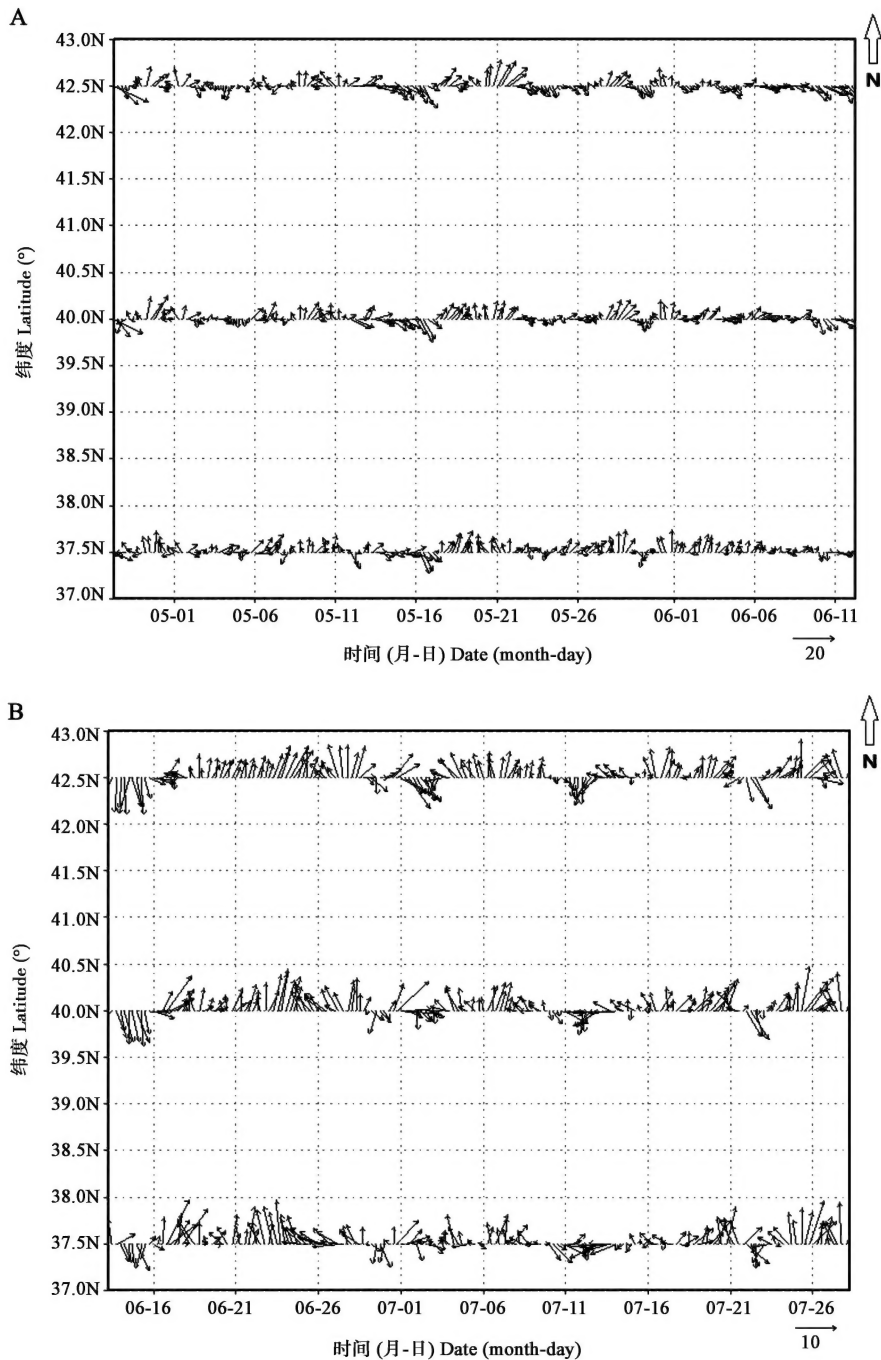 A
N
43.0N
42.5N
42.0N
41.5N
41.0N
40.5N
40.0N
39.5N
39.0N
38.5N
38.0N
37.5N
37.0N
纬度 Latitude (°)
05-01 05-06 05-11 05-16 05-21 05-26 06-01 06-06 06-11
时间 (月-日) Date (month-day)
20
B
N
43.0N
42.5N
42.0N
41.5N
41.0N
40.5N
40.0N
39.5N
39.0N
38.5N
38.0N
37.5N
37.0N
纬度 Latitude (°)
06-16 06-21 06-26 07-01 07-06 07-11 07-16 07-21 07-26
时间 (月-日) Date (month-day)
10